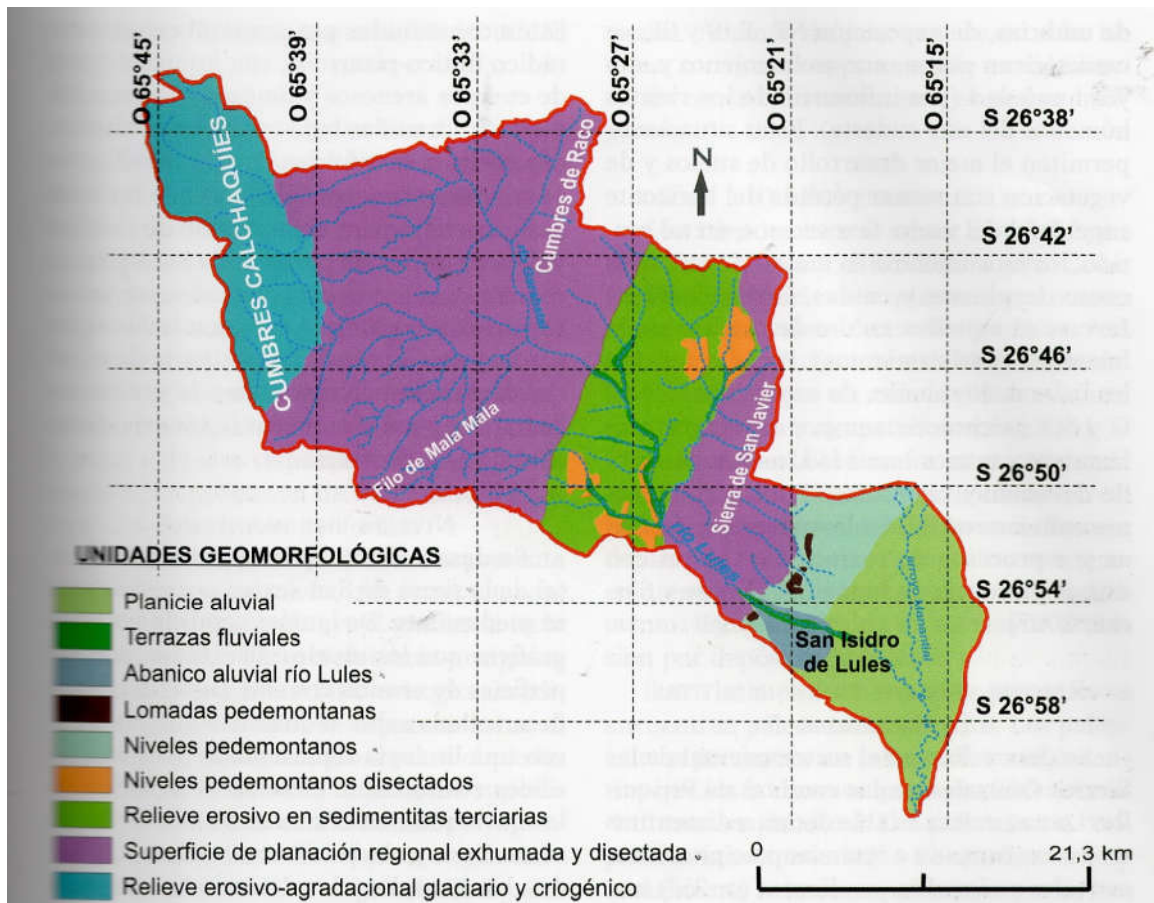 O 65°45'
O 65°39'
O 65°33'
O 65°27'
O 65°21'
O 65°15'
S 26°38'
N
CUMBRES CALCHAQUÍES
Cumbres de Raco
S 26°42'
S 26°46'
Filo de Mala Mala
Sierra de San Javier
S 26°50'
Río Lules
S 26°54'
San Isidro
de Lules
S 26°58'
UNIDADES GEOMORFOLÓGICAS
Planicie aluvial
Terrazas fluviales
Abanico aluvial río Lules
Lomadas pedemontanas
Niveles pedemontanos
Niveles pedemontanos disectados
Relieve erosivo en sedimentitas terciarias
Superficie de planación regional exhumada y disectada
Relieve erosivo-agradacional glaciario y criogénico
0
21.3 km